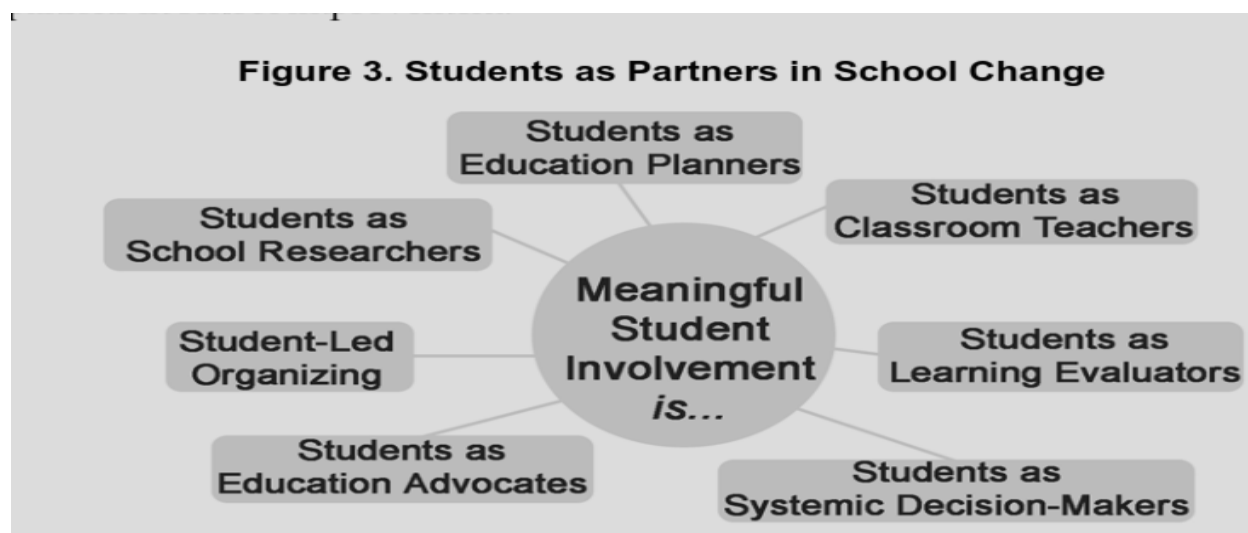 Figure 3. Students as Partners in School Change
Students as
Education Planners
Students as
Classroom Teachers
Students as
School Researchers
Meaningful
Student
Involvement
is...
Student-Led
Organizing
Students as
Learning Evaluators
Students as
Education Advocates
Students as
Systemic Decision-Makers